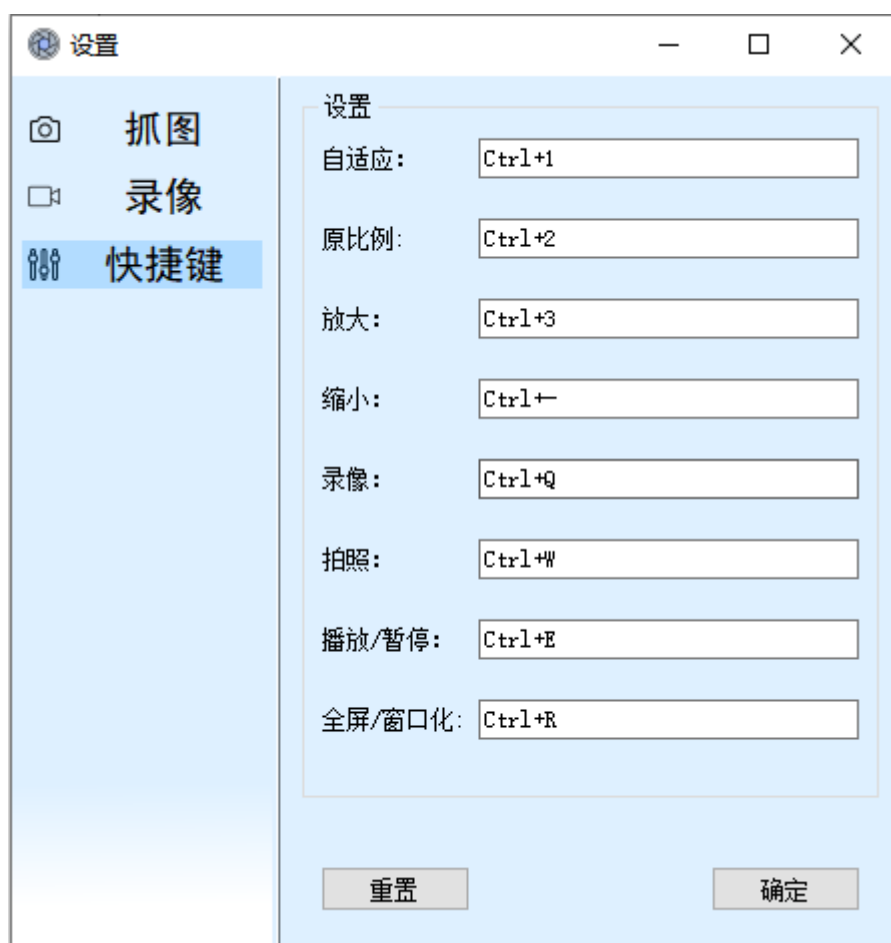 设置
抓图
录像
快捷键
设置
自适应: Ctrl+1
原比例: Ctrl+2
放大: Ctrl+3
缩小: Ctrl+-
录像: Ctrl+Q
拍照: Ctrl+W
播放/暂停: Ctrl+E
全屏/窗口化: Ctrl+R
重置 确定